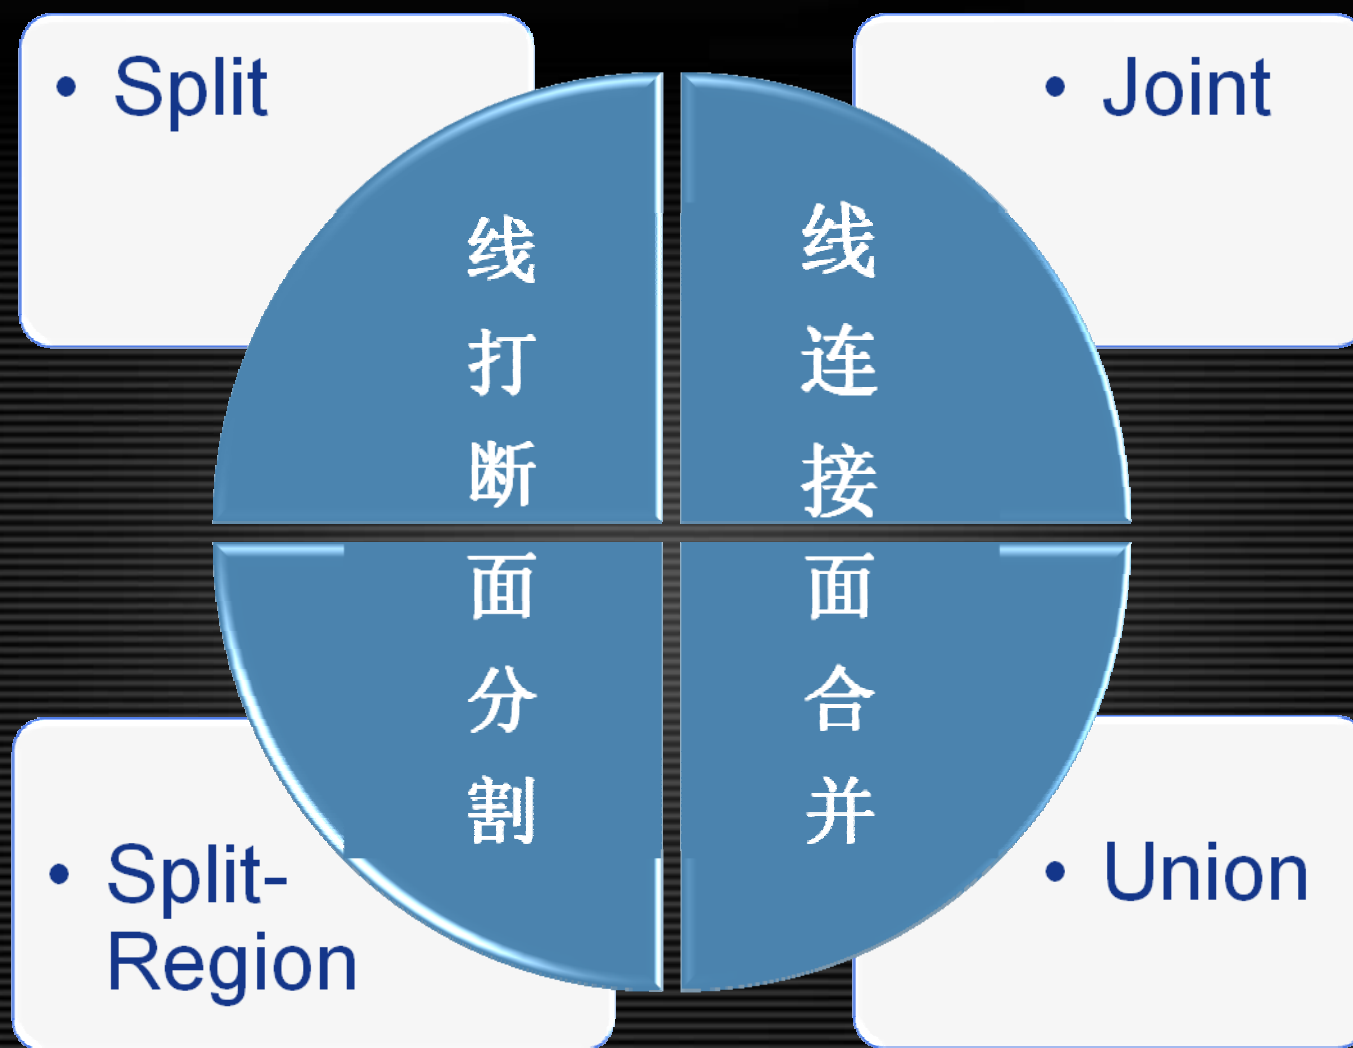 • Split
线打断
• Joint
线连接
• Split-
Region
面分割
• Union
面合并